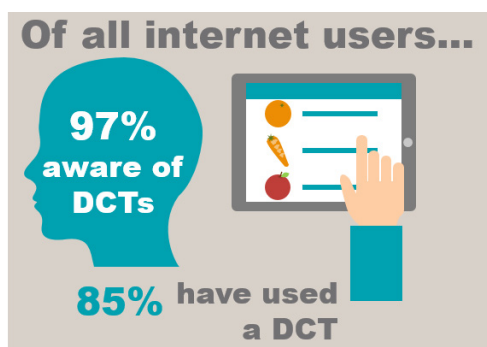 Of all internet users...
97%
aware of
DCTs
85% have used
a DCT